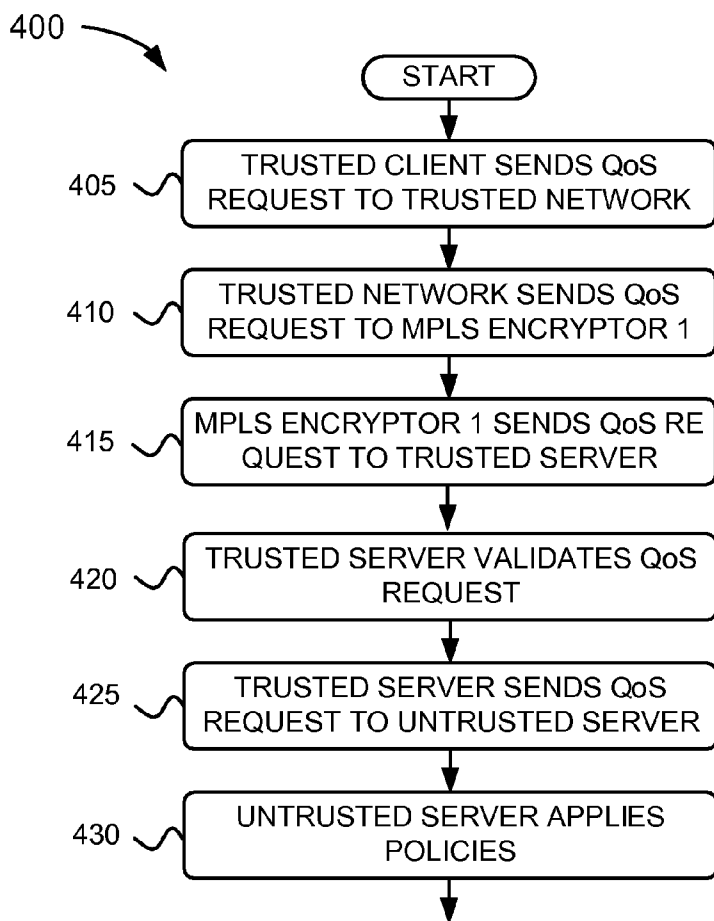 400
START
405
TRUSTED CLIENT SENDS QoS
REQUEST TO TRUSTED NETWORK
410
TRUSTED NETWORK SENDS QoS
REQUEST TO MPLS ENCRYPTOR 1
415
MPLS ENCRYPTOR 1 SENDS QoS RE
QUEST TO TRUSTED SERVER
420
TRUSTED SERVER VALIDATES QoS
REQUEST
425
TRUSTED SERVER SENDS QoS
REQUEST TO UNTRUSTED SERVER
430
UNTRUSTED SERVER APPLIES
POLICIES